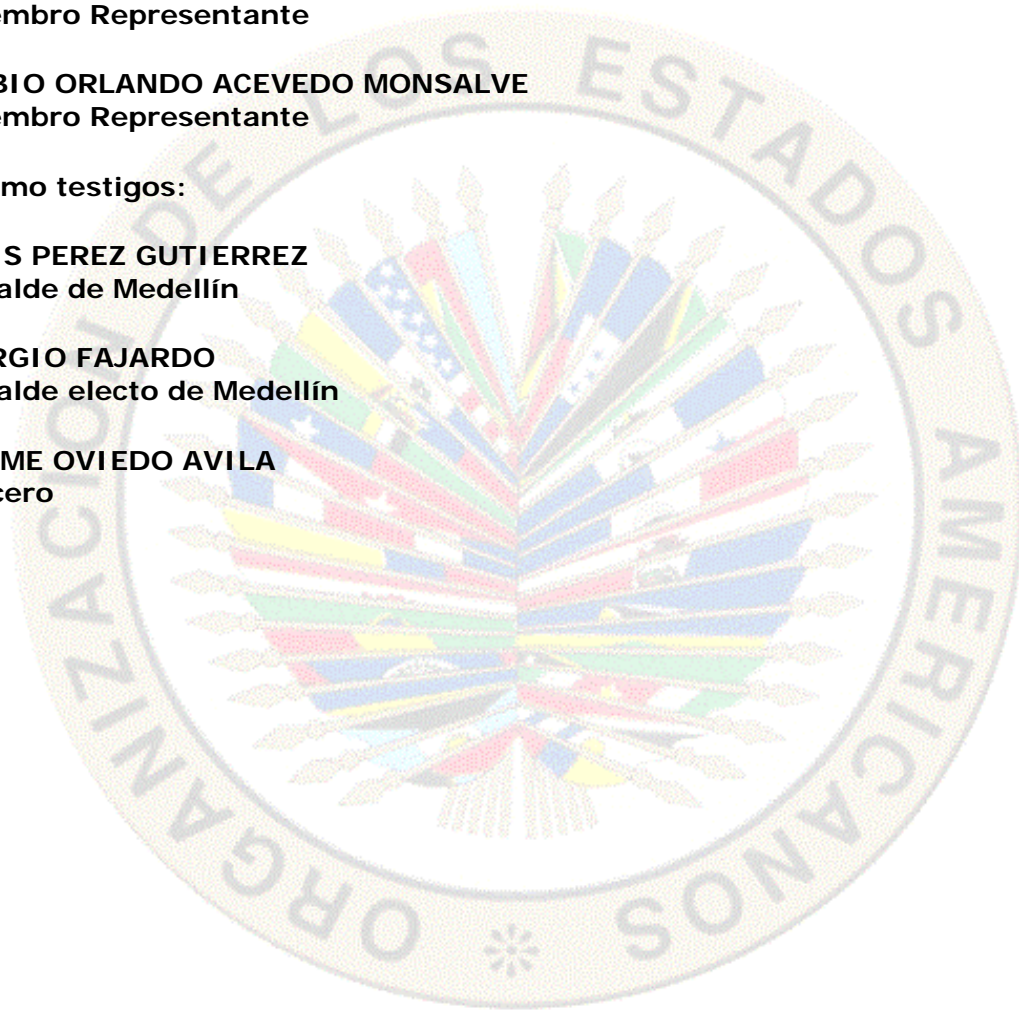 embro Representante
BIO ORLANDO ACEVEDO MONSALVE
embro Representante
mo testigos:
S PEREZ GUTIERREZ
alde de Medellín
RGIO FAJARDO
alde electo de Medellín
ME OVIEDO AVILA
cero
ORGANIZACION DE LOS ESTADOS AMERICANOS